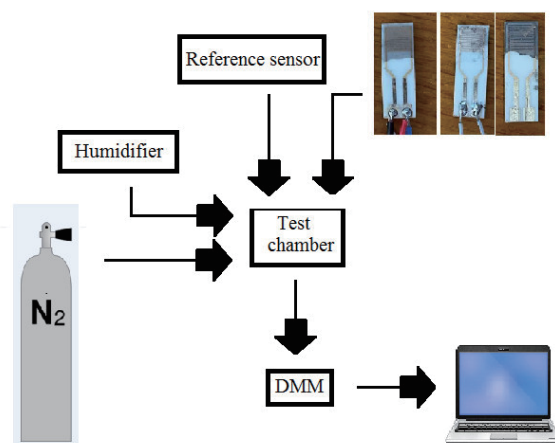 Reference sensor
Humidifier
Test
chamber
N2
DMM